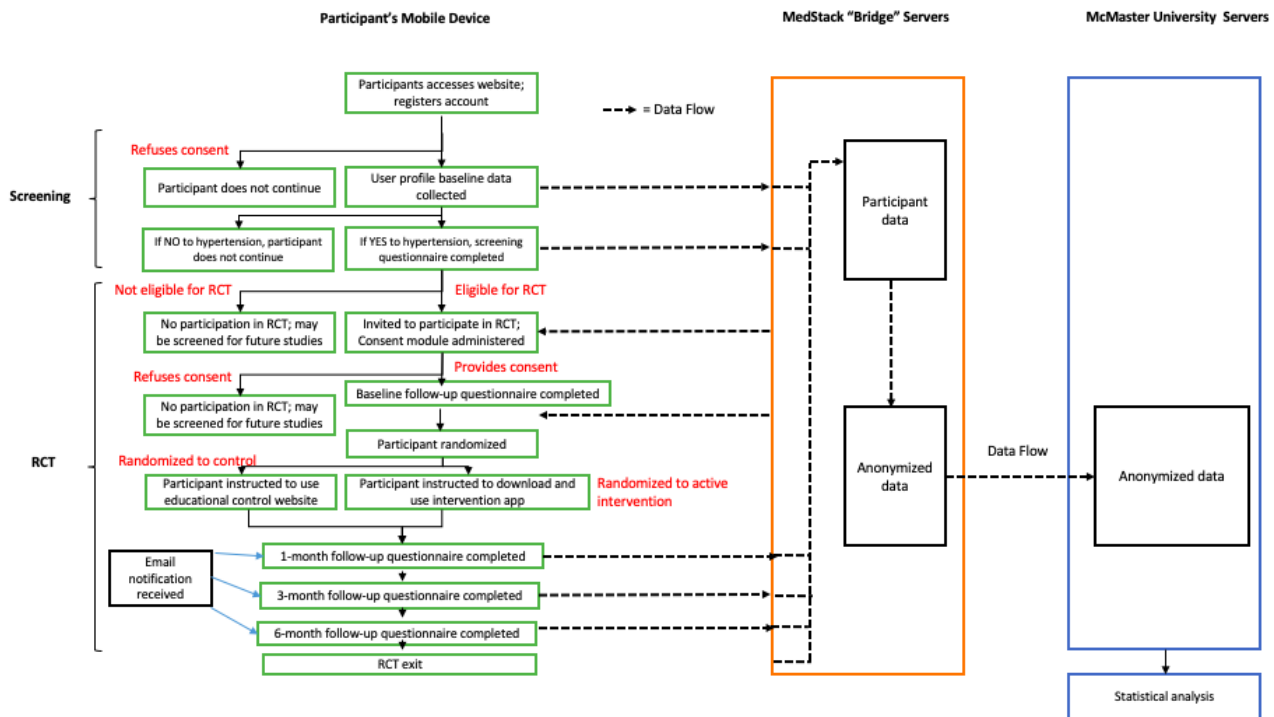 Participant's Mobile Device
MedStack "Bridge" Servers
McMaster University Servers
Participants accesses website;
registers account
= Data Flow
Refuses consent
Screening
Participant does not continue
User profile baseline data
collected
Participant
data
If NO to hypertension, participant
does not continue
If YES to hypertension, screening
questionnaire completed
Not eligible for RCT
Eligible for RCT
No participation in RCT; may
be screened for future studies
Invited to participate in RCT;
Consent module administered
Provides consent
Refuses consent
Baseline follow-up questionnaire completed
No participation in RCT; may
be screened for future studies
Participant randomized
RCT
Randomized to control
Participant instructed to use
educational control website
Participant instructed to download and
use intervention app
Randomized to active
intervention
Anonymized
data
Data Flow
Anonymized data
Email
notification
received
1-month follow-up questionnaire completed
3-month follow-up questionnaire completed
6-month follow-up questionnaire completed
RCT exit
Statistical analysis